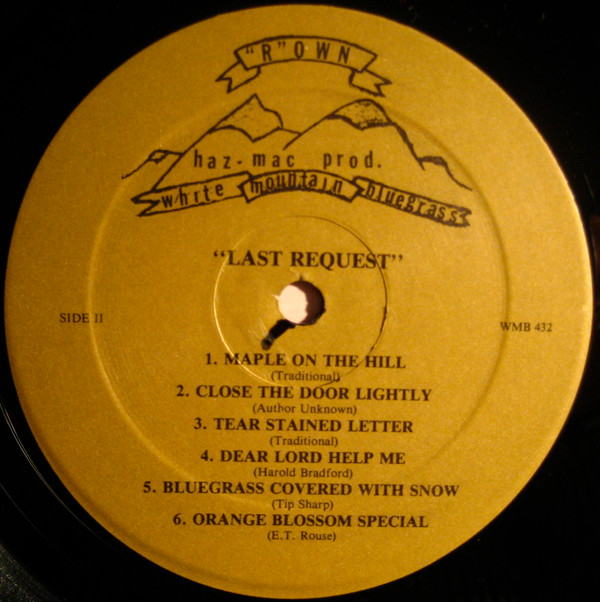 "R" OWN
haz-mac prod.
white mountain bluegrass
"LAST REQUEST"
SIDE II
WMB 432
1. MAPLE ON THE HILL
(Traditional)
2. CLOSE THE DOOR LIGHTLY
(Author Unknown)
3. TEAR STAINED LETTER
(Traditional)
4. DEAR LORD HELP ME
(Harold Bradford)
5. BLUEGRASS COVERED WITH SNOW
(Tip Sharp)
6. ORANGE BLOSSOM SPECIAL
(E.T. Rouse)